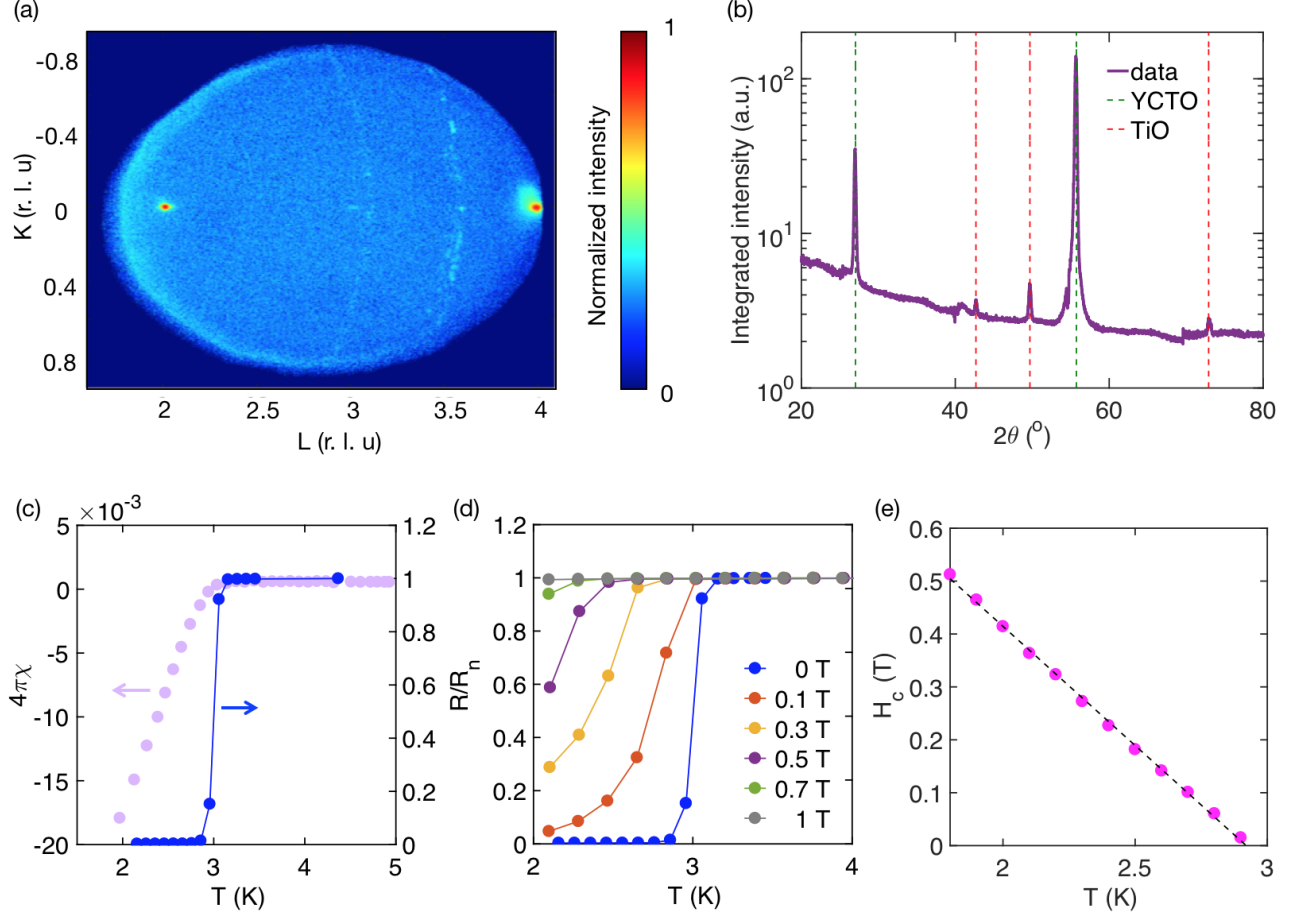 (a)
-0.8
-0.4
0
0.4
0.8
K (r. l. u)
2
2.5
3
3.5
4
L (r. l. u)
1
0
Normalized intensity
(b)
10²
10¹
10⁰
Integrated intensity (a.u.)
data
YCTO
TiO
20
40
60
80
2θ (°)
(c)
×10⁻³
5
0
-5
-10
-15
-20
4πχ
1.2
1
0.8
0.6
0.4
0.2
0
2
3
4
5
T (K)
(d)
1.2
1
0.8
0.6
0.4
0.2
0
R/Rₙ
0 T
0.1 T
0.3 T
0.5 T
0.7 T
1 T
2
3
4
T (K)
(e)
0.6
0.5
0.4
0.3
0.2
0.1
0
H_c (T)
2
2.5
3
T (K)